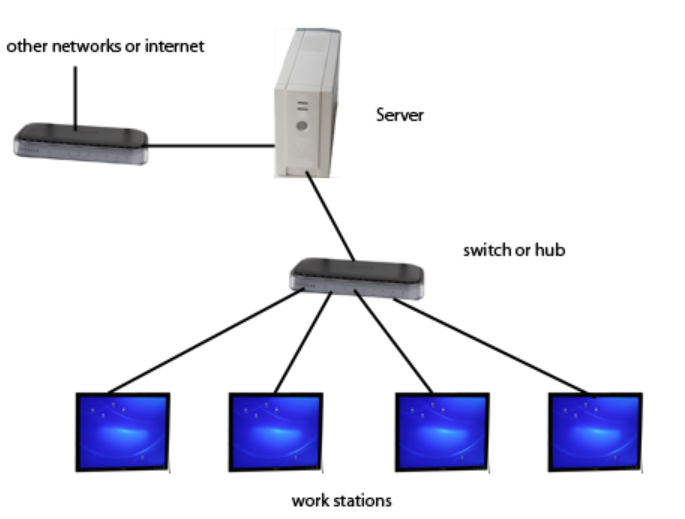 other networks or internet
Server
switch or hub
work stations